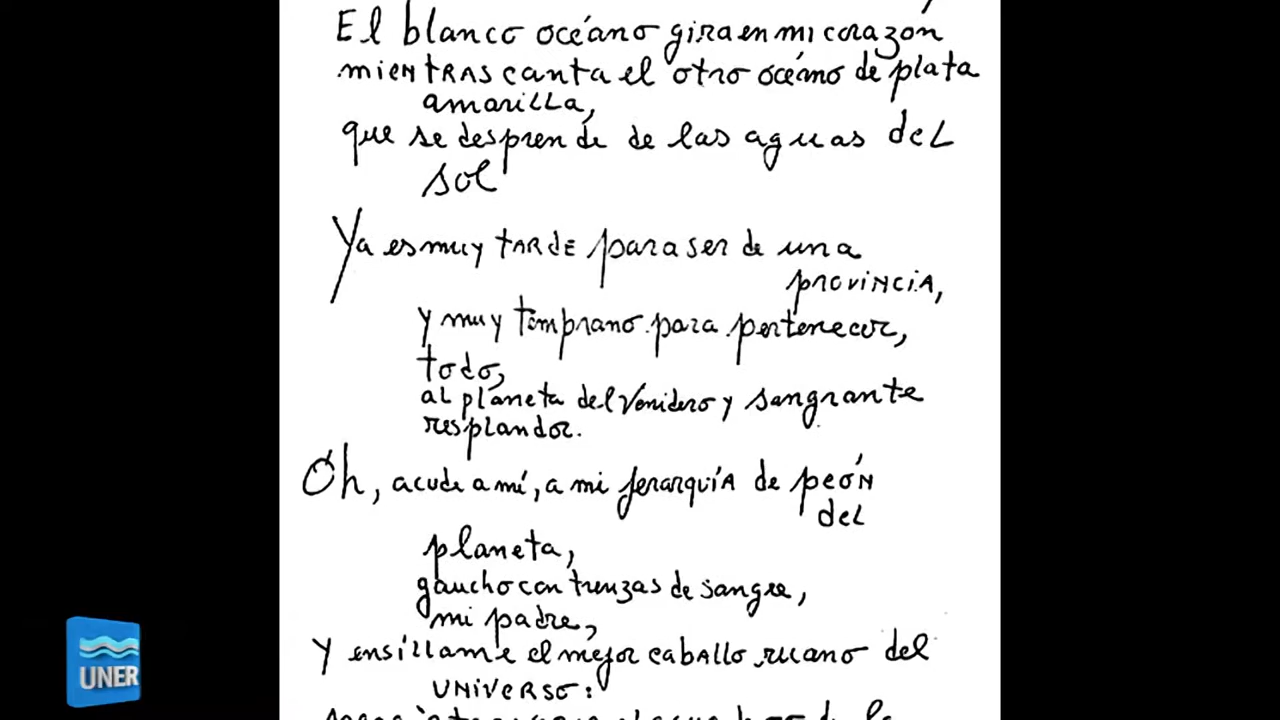 El blanco océano gira en mi corazón
mientras canta el otro océano de plata
amarilla,
que se desprende de las aguas del
sol
Ya es muy tarde para ser de una
provincia,
y muy temprano para pertenecer,
todo,
al planeta del venidero y sangrante
resplandor.
Oh, acude a mí, a mi jerarquía de peón
del
planeta,
gaucho con trenzas de sangre,
mi padre,
Y ensíllame el mejor caballo ruano del
universo:
UNER